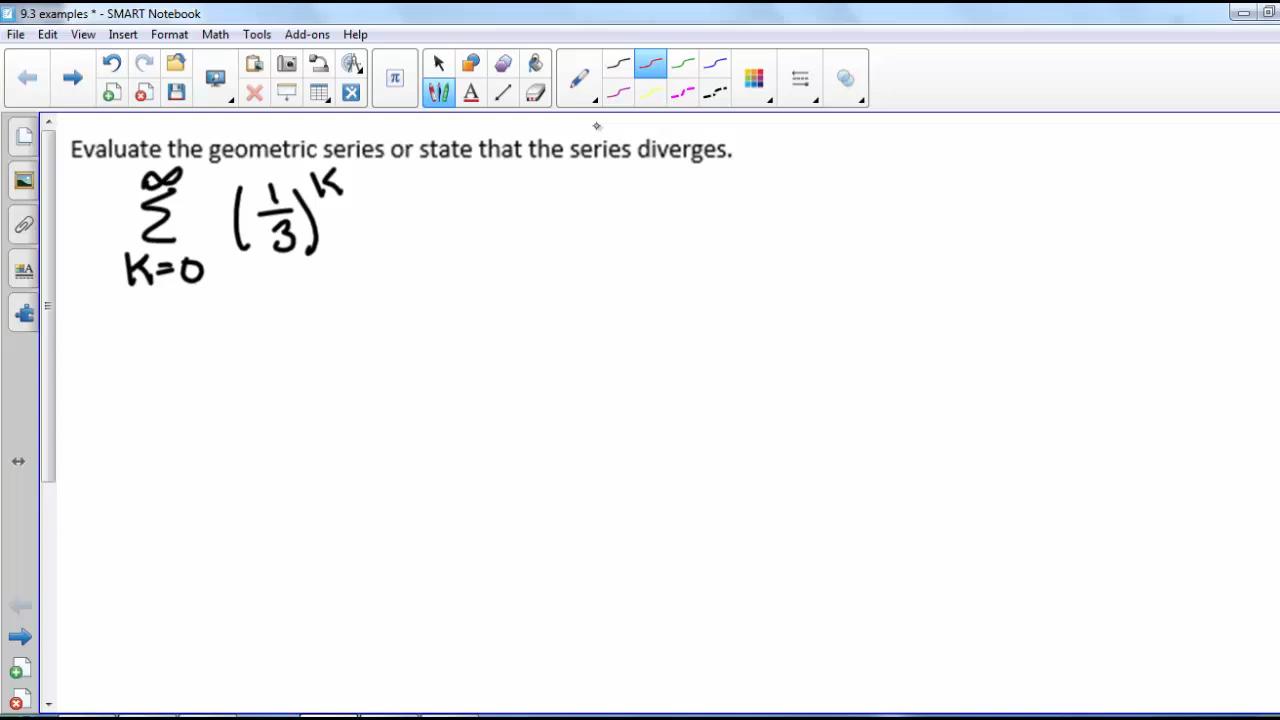 9.3 examples * - SMART Notebook
File Edit View Insert Format Math Tools Add-ons Help
π
A
Evaluate the geometric series or state that the series diverges.
∞
Σ (1/3)^K
K=0